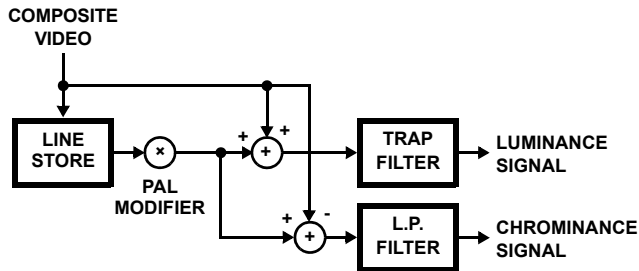 COMPOSITE
VIDEO
LINE
STORE
×
PAL
MODIFIER
+
+
+
TRAP
FILTER
LUMINANCE
SIGNAL
+
-
+
L.P.
FILTER
CHROMINANCE
SIGNAL